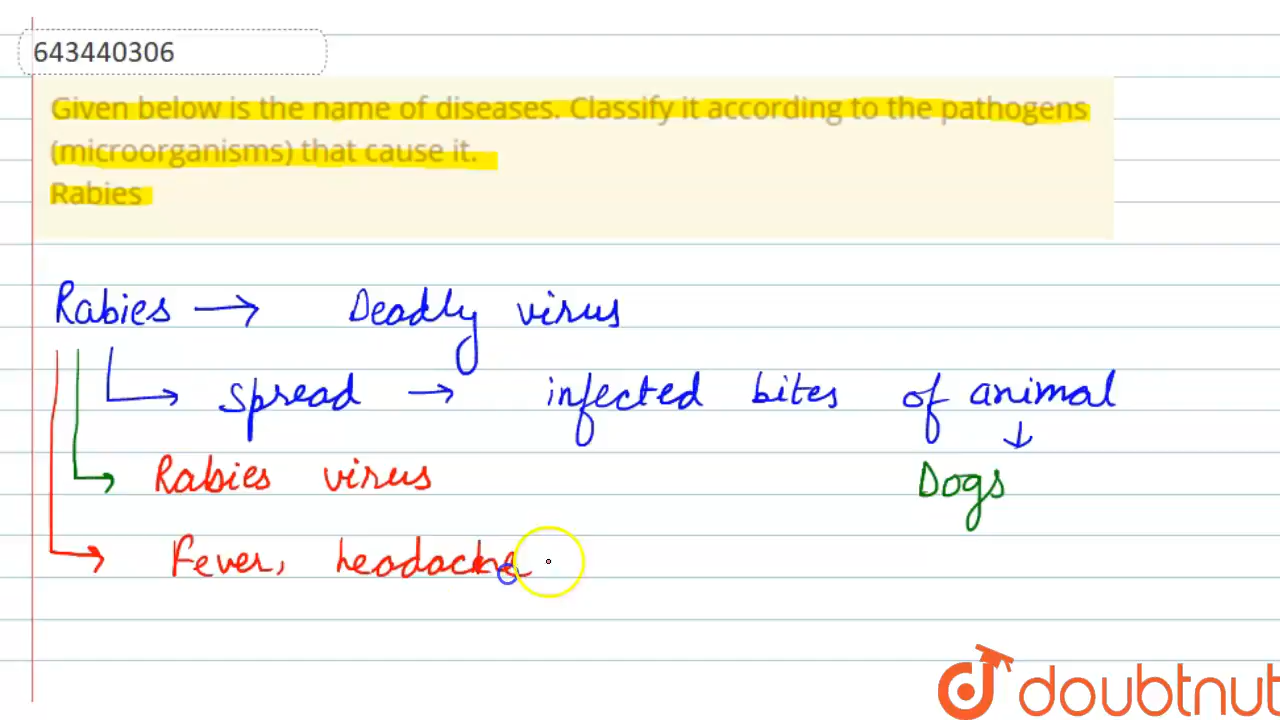 643440306
Given below is the name of diseases. Classify it according to the pathogens
(microorganisms) that cause it.
Rabies
Rabies → Deadly virus
spread → infected bites of animal
↓
Rabies virus
Dogs
Fever, headache
doubtnut